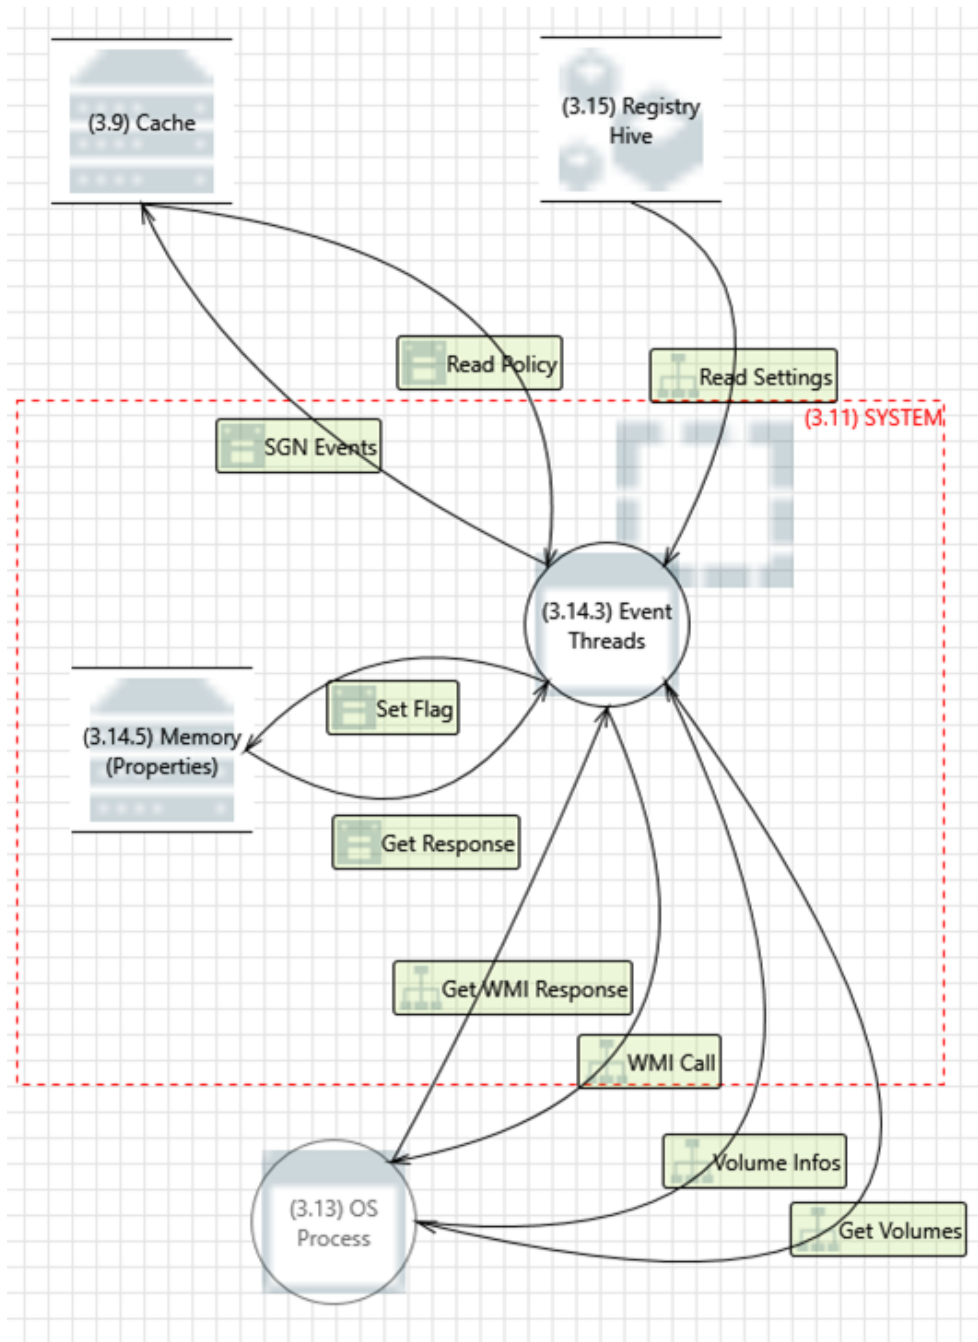 (3.9) Cache
(3.15) Registry
Hive
Read Policy
Read Settings
(3.11) SYSTEM
SGN Events
(3.14.3) Event
Threads
Set Flag
(3.14.5) Memory
(Properties)
Get Response
Get WMI Response
WMI Call
Volume Infos
(3.13) OS
Process
Get Volumes